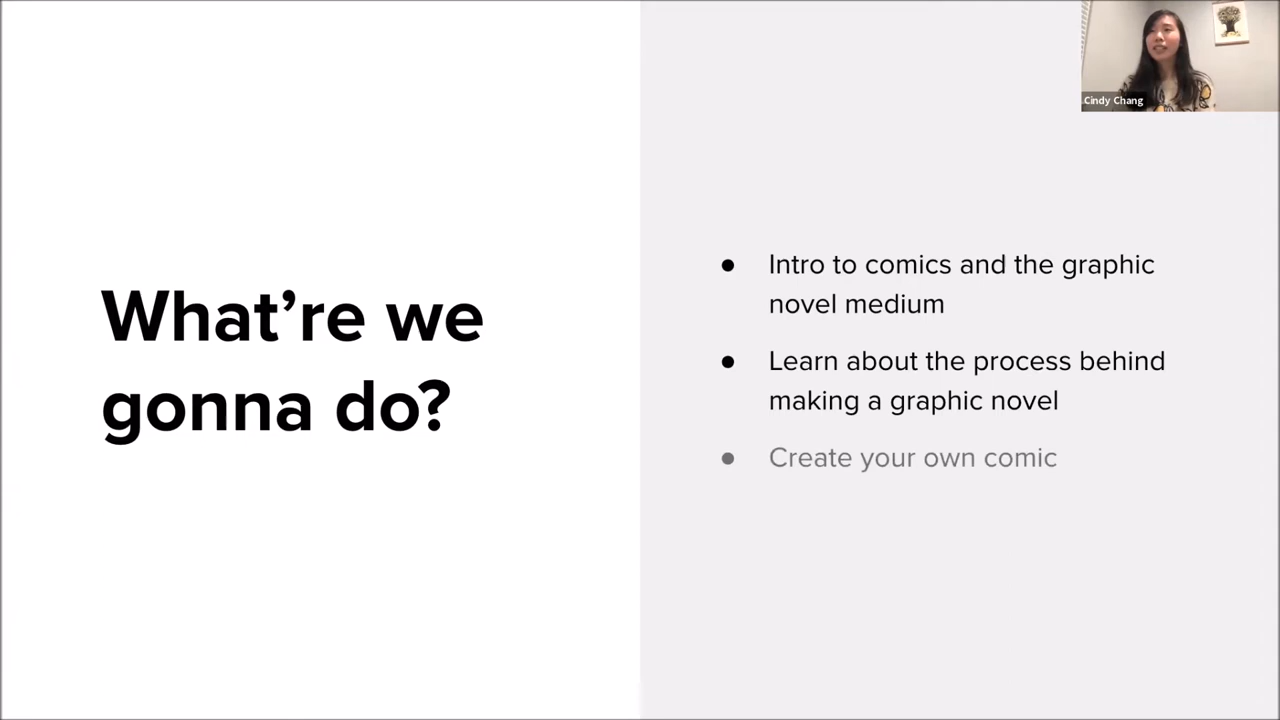 What’re we
gonna do?
● Intro to comics and the graphic
novel medium
● Learn about the process behind
making a graphic novel
● Create your own comic
Cindy Chang